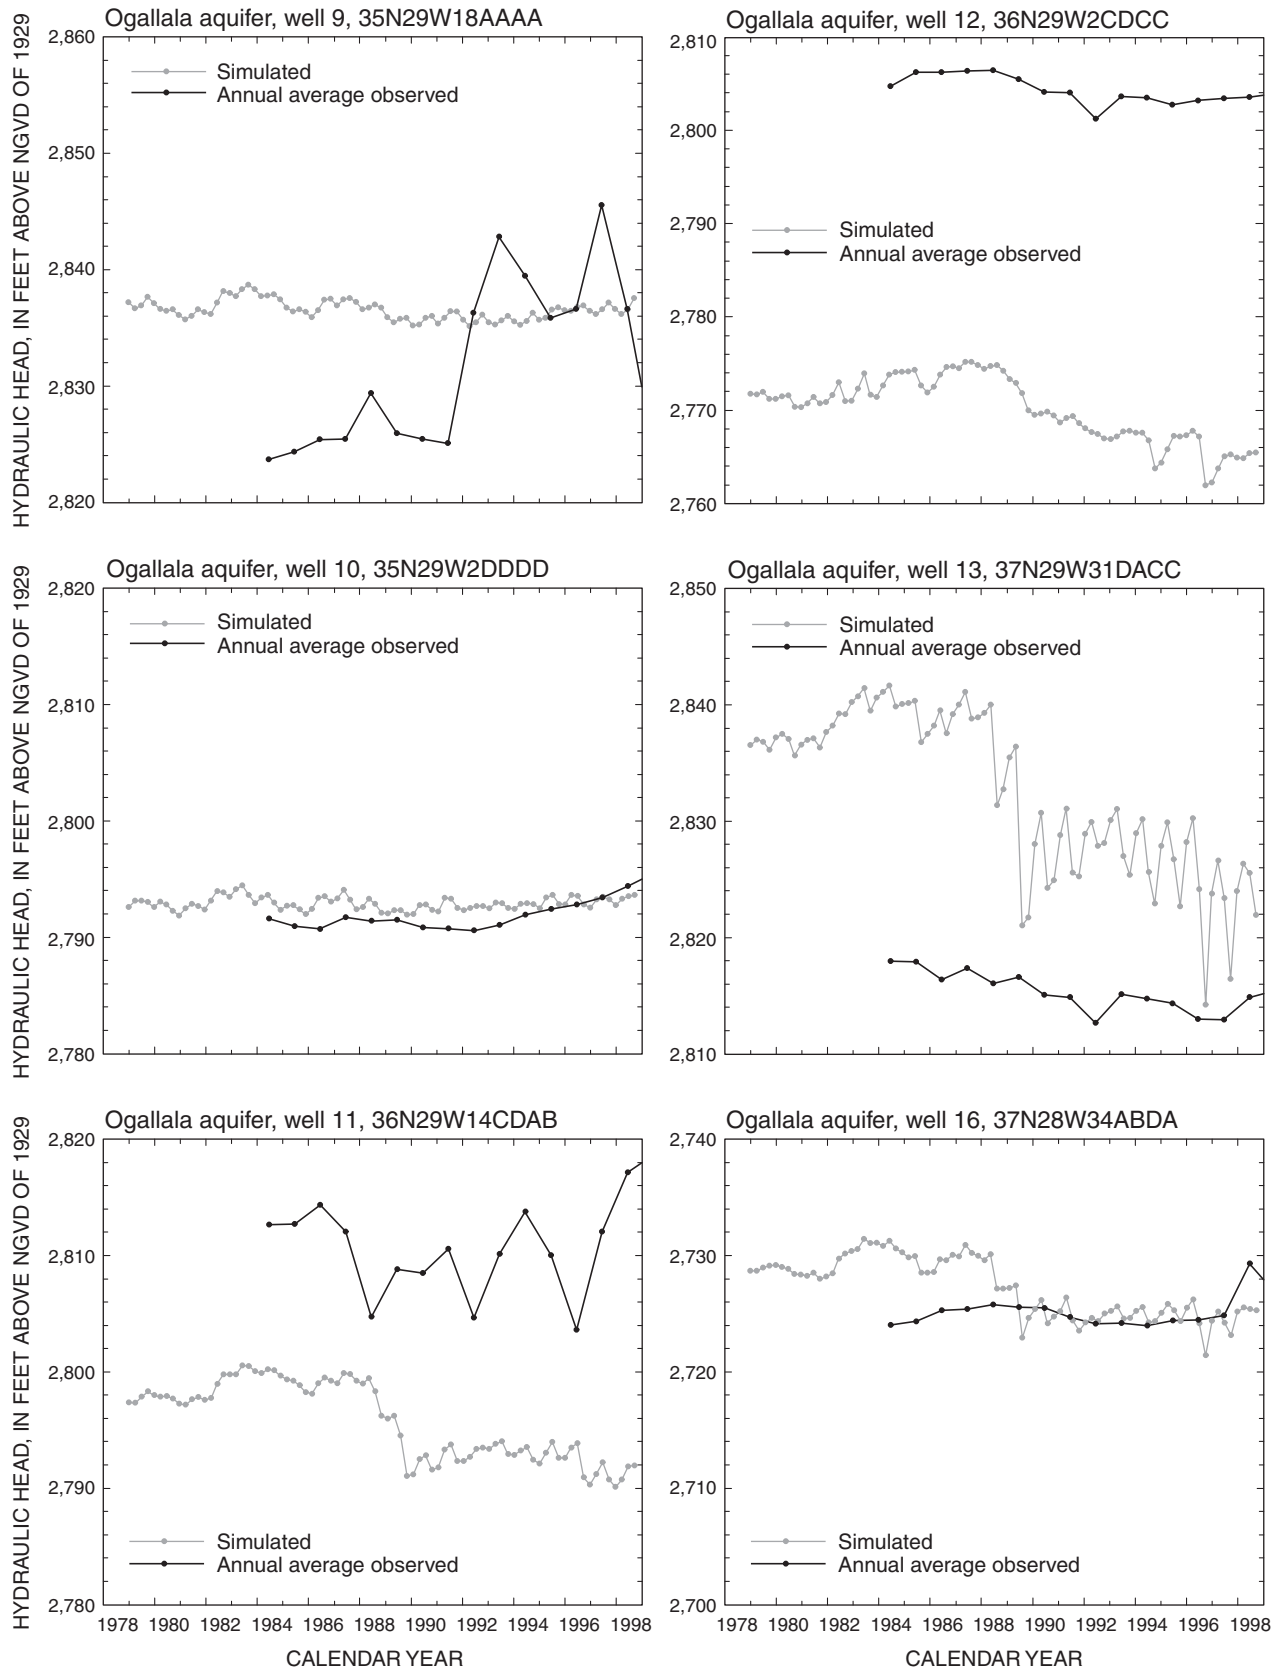 Ogallala aquifer, well 9, 35N29W18AAAA
HYDRAULIC HEAD, IN FEET ABOVE NGVD OF 1929
2,860
2,850
2,840
2,830
2,820
Simulated
Annual average observed
Ogallala aquifer, well 12, 36N29W2CDCC
2,810
2,800
2,790
2,780
2,770
2,760
Simulated
Annual average observed
Ogallala aquifer, well 10, 35N29W2DDDD
HYDRAULIC HEAD, IN FEET ABOVE NGVD OF 1929
2,820
2,810
2,800
2,790
2,780
Simulated
Annual average observed
Ogallala aquifer, well 13, 37N29W31DACC
2,850
2,840
2,830
2,820
2,810
Simulated
Annual average observed
Ogallala aquifer, well 11, 36N29W14CDAB
HYDRAULIC HEAD, IN FEET ABOVE NGVD OF 1929
2,820
2,810
2,800
2,790
2,780
Simulated
Annual average observed
1978 1980 1982 1984 1986 1988 1990 1992 1994 1996 1998
CALENDAR YEAR
Ogallala aquifer, well 16, 37N28W34ABDA
2,740
2,730
2,720
2,710
2,700
Simulated
Annual average observed
1978 1980 1982 1984 1986 1988 1990 1992 1994 1996 1998
CALENDAR YEAR